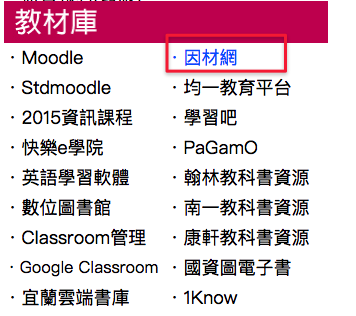 教材庫
· Moodle
· 因材網
· Stdmoodle
· 均一教育平台
· 2015資訊課程
· 學習吧
· 快樂e學院
· PaGamO
· 英語學習軟體
· 翰林教科書資源
· 數位圖書館
· 南一教科書資源
· Classroom管理
· 康軒教科書資源
· Google Classroom
· 國資圖電子書
· 宜蘭雲端書庫
· 1Know